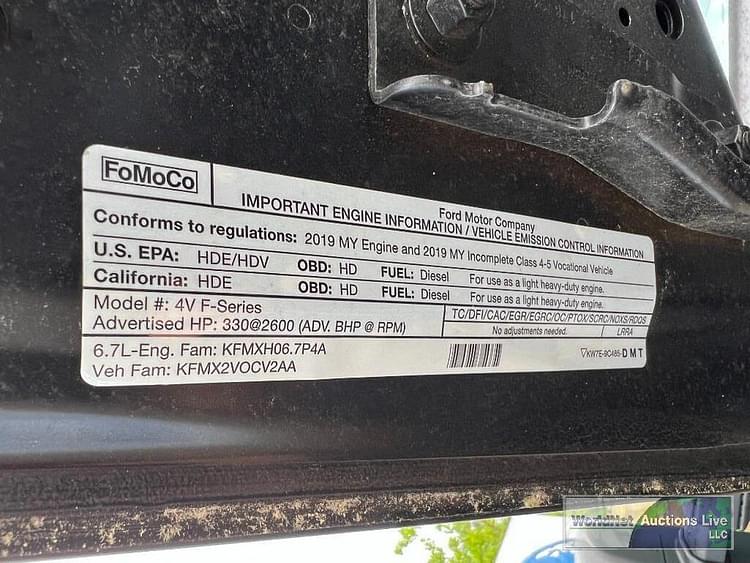 FoMoCo
Ford Motor Company
IMPORTANT ENGINE INFORMATION / VEHICLE EMISSION CONTROL INFORMATION
Conforms to regulations: 2019 MY Engine and 2019 MY Incomplete Class 4-5 Vocational Vehicle
U.S. EPA: HDE/HDV OBD: HD FUEL: Diesel For use as a light heavy-duty engine.
California: HDE OBD: HD FUEL: Diesel For use as a light heavy-duty engine.
Model #: 4V F-Series
TC/DFI/CAC/EGR/EGRC/OC/PTOX/SCRC/NOXS/RDQS
Advertised HP: 330@2600 (ADV. BHP @ RPM)
No adjustments needed. LRRA
6.7L-Eng. Fam: KFMXH06.7P4A
KW7E-9C485-DMT
Veh Fam: KFMX2VOCV2AA
WorldNet Auctions Live
LLC